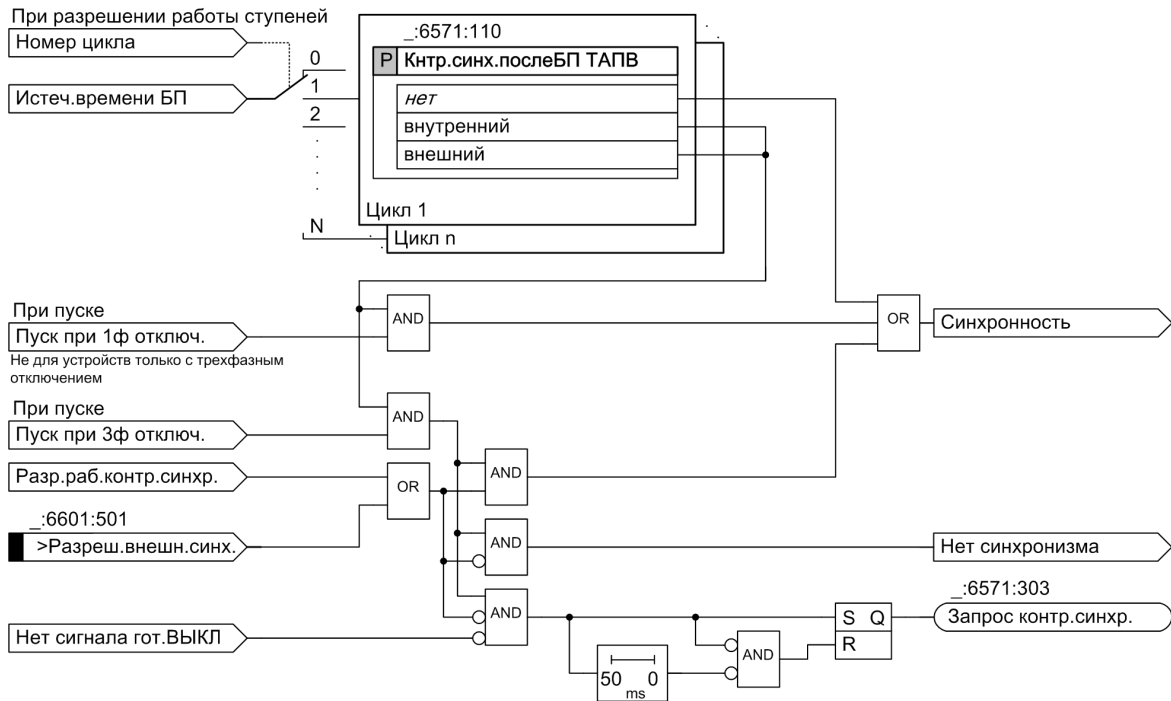 При разрешении работы ступеней
Номер цикла
Истеч.времени БП
0
1
2
N
_:6571:110
P Кнтр.синх.послеБП ТАПВ
нет
внутренний
внешний
Цикл 1
Цикл n
При пуске
Пуск при 1ф отключ.
Не для устройств только с трехфазным
отключением
AND
OR
Синхронность
При пуске
Пуск при 3ф отключ.
AND
Разр.раб.контр.синхр.
OR
AND
_:6601:501
>Разреш.внешн.синх.
AND
Нет синхронизма
_:6571:303
AND
S Q
R
Запрос контр.синхр.
Нет сигнала гот.ВЫКЛ
AND
50 0
ms